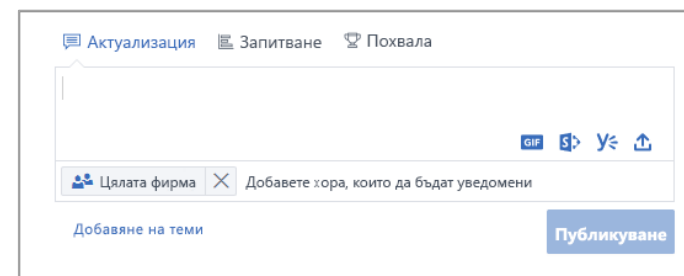 Актуализация Запитване Похвала
GIF S
Цялата фирма Добавете хора, които да бъдат уведомени
Добавяне на теми Публикуване